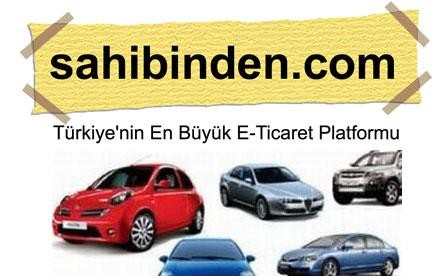 sahibinden.com
Türkiye'nin En Büyük E-Ticaret Platformu